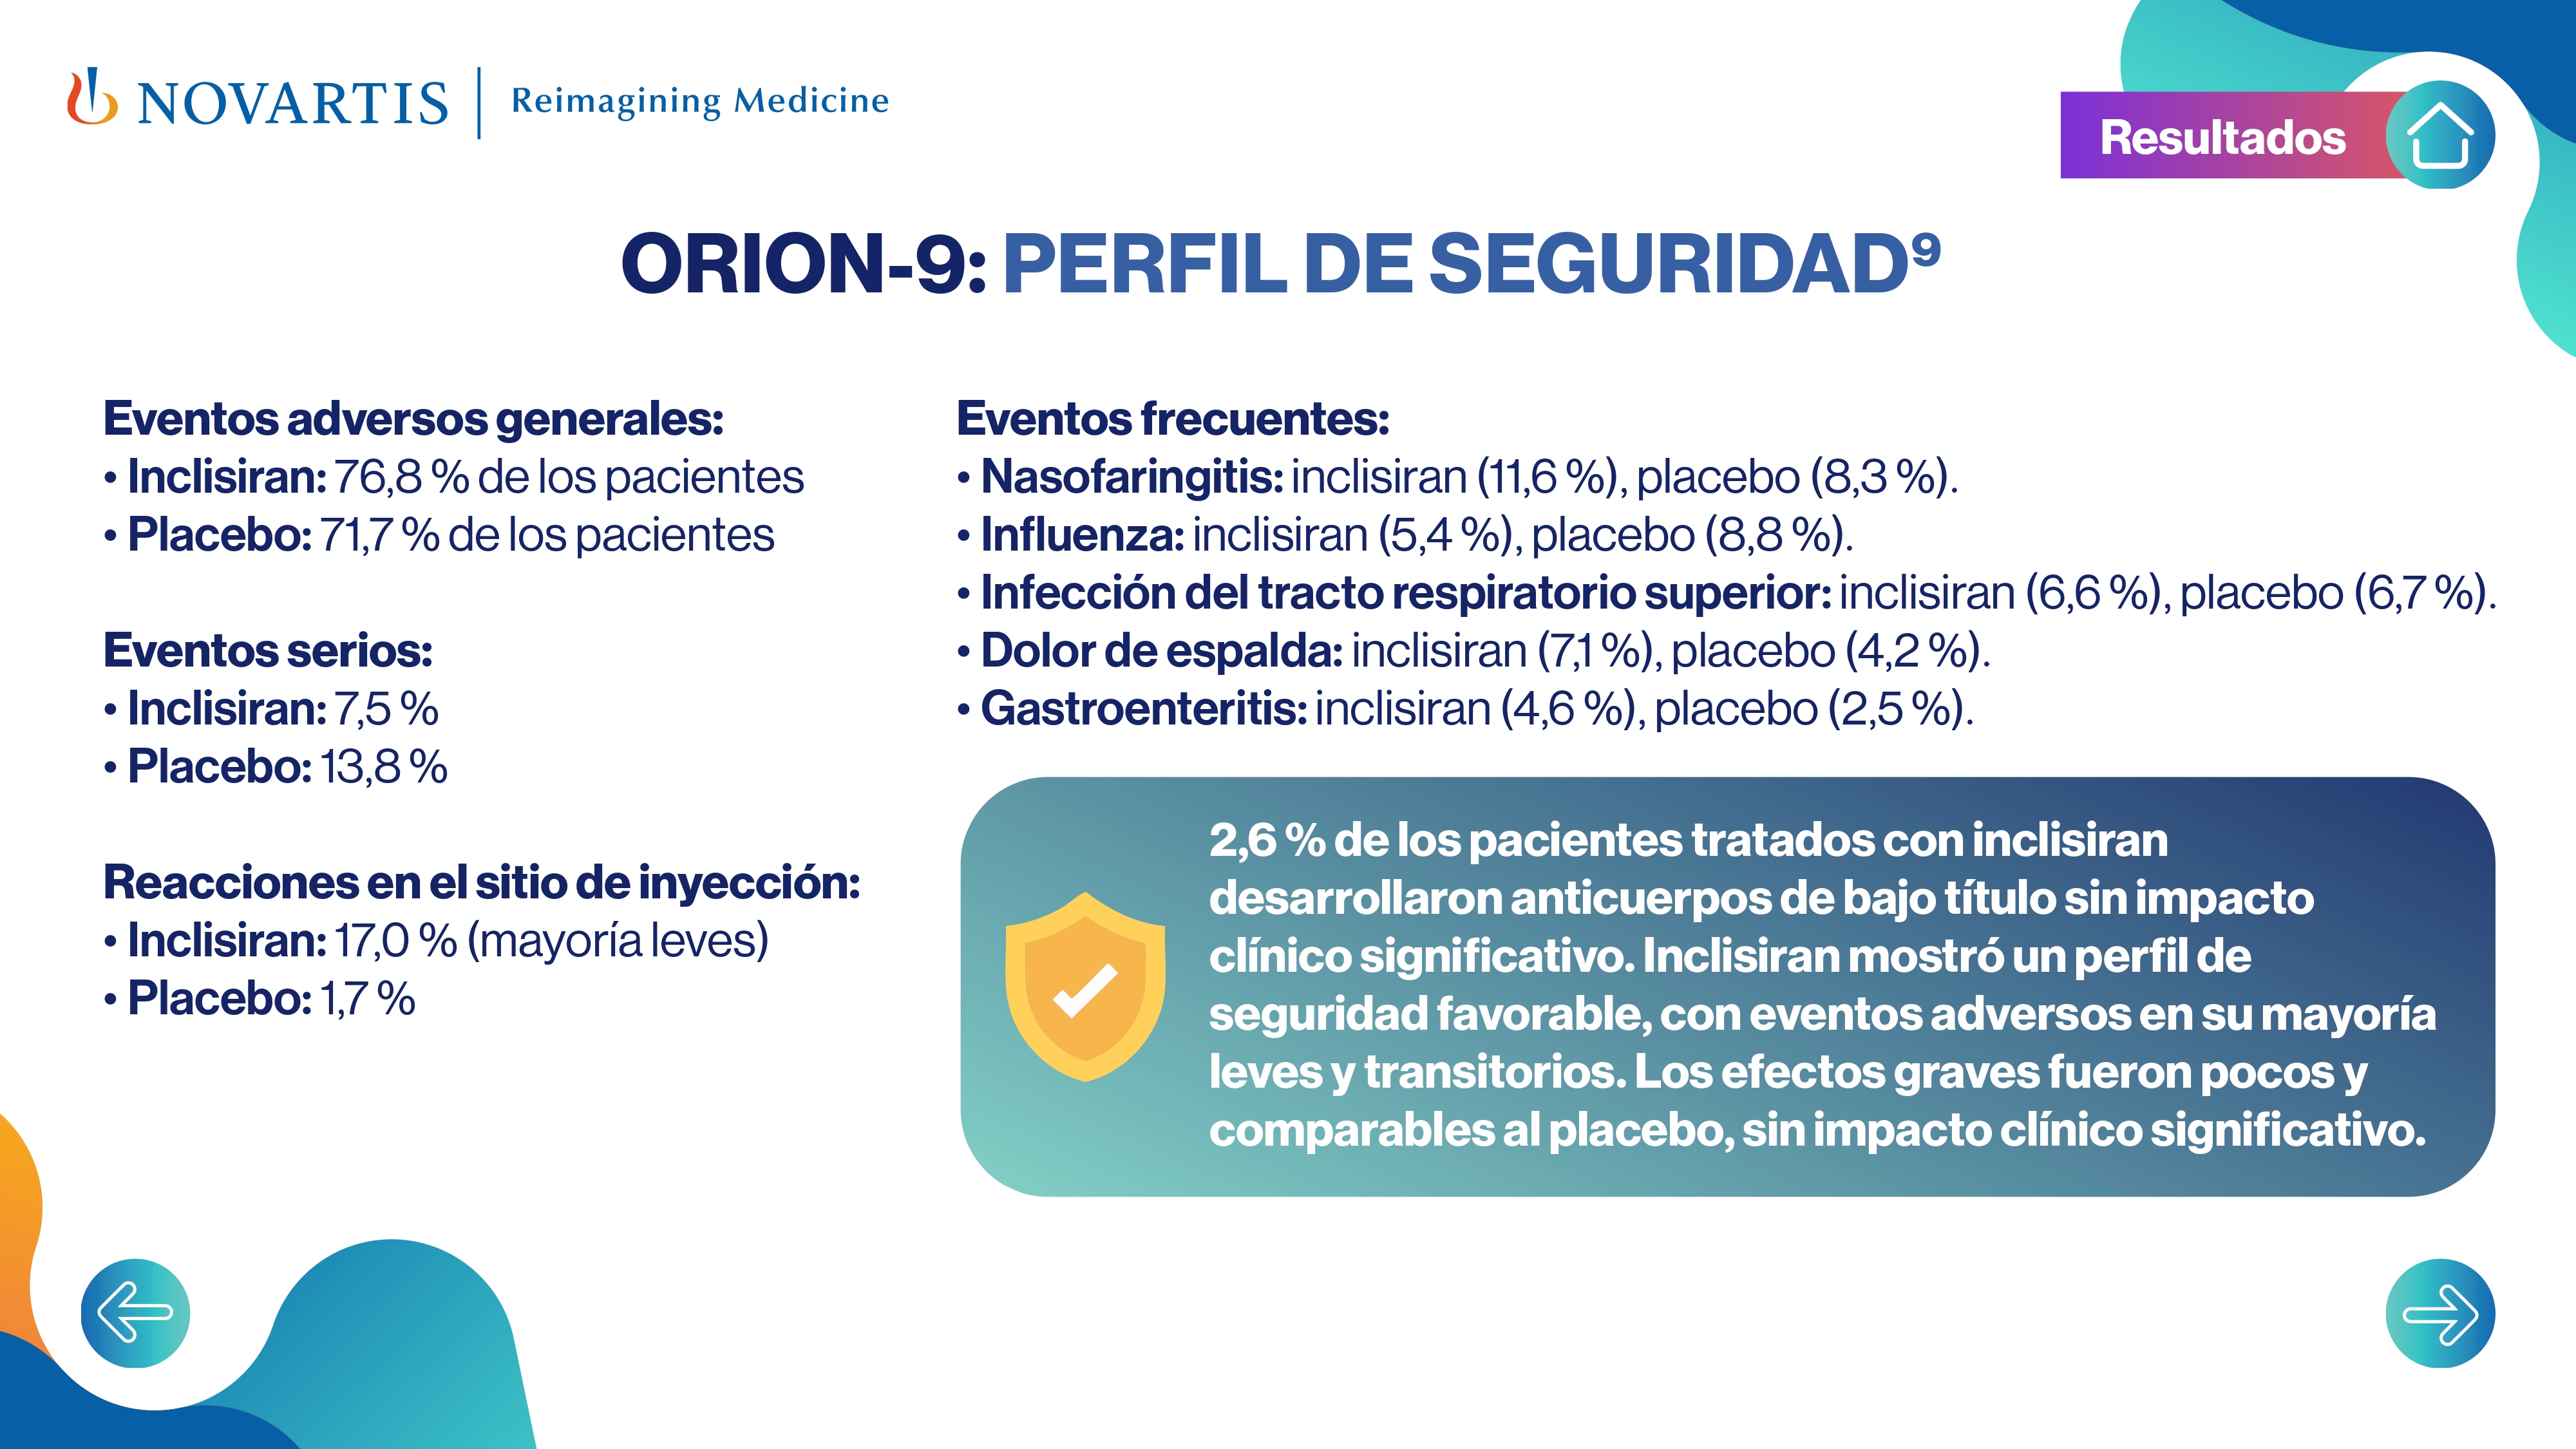 NOVARTIS | Reimagining Medicine
Resultados
ORION-9: PERFIL DE SEGURIDAD⁹
Eventos adversos generales:
• Inclisiran: 76,8 % de los pacientes
• Placebo: 71,7 % de los pacientes
Eventos serios:
• Inclisiran: 7,5 %
• Placebo: 13,8 %
Reacciones en el sitio de inyección:
• Inclisiran: 17,0 % (mayoría leves)
• Placebo: 1,7 %
Eventos frecuentes:
• Nasofaringitis: inclisiran (11,6 %), placebo (8,3 %).
• Influenza: inclisiran (5,4 %), placebo (8,8 %).
• Infección del tracto respiratorio superior: inclisiran (6,6 %), placebo (6,7 %).
• Dolor de espalda: inclisiran (7,1 %), placebo (4,2 %).
• Gastroenteritis: inclisiran (4,6 %), placebo (2,5 %).
2,6 % de los pacientes tratados con inclisiran
desarrollaron anticuerpos de bajo título sin impacto
clínico significativo. Inclisiran mostró un perfil de
seguridad favorable, con eventos adversos en su mayoría
leves y transitorios. Los efectos graves fueron pocos y
comparables al placebo, sin impacto clínico significativo.